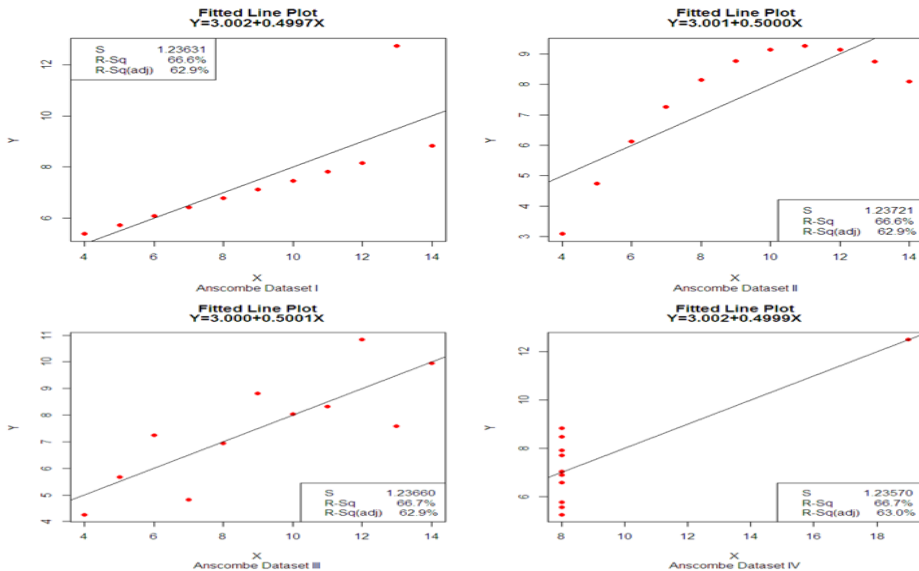 Fitted Line Plot
Y=3.002+0.4997X
S 1.23631
R-Sq 66.6%
R-Sq(adj) 62.9%
Y
12
10
8
6
4 6 8 10 12 14
X
Anscombe Dataset I
Fitted Line Plot
Y=3.001+0.5000X
Y
9
8
7
6
5
4
3
S 1.23721
R-Sq 66.6%
R-Sq(adj) 62.9%
4 6 8 10 12 14
X
Anscombe Dataset II
Fitted Line Plot
Y=3.000+0.5001X
Y
11
10
9
8
7
6
5
4
S 1.23660
R-Sq 66.7%
R-Sq(adj) 62.9%
4 6 8 10 12 14
X
Anscombe Dataset III
Fitted Line Plot
Y=3.002+0.4999X
Y
12
10
8
6
S 1.23570
R-Sq 66.7%
R-Sq(adj) 63.0%
8 10 12 14 16 18
X
Anscombe Dataset IV